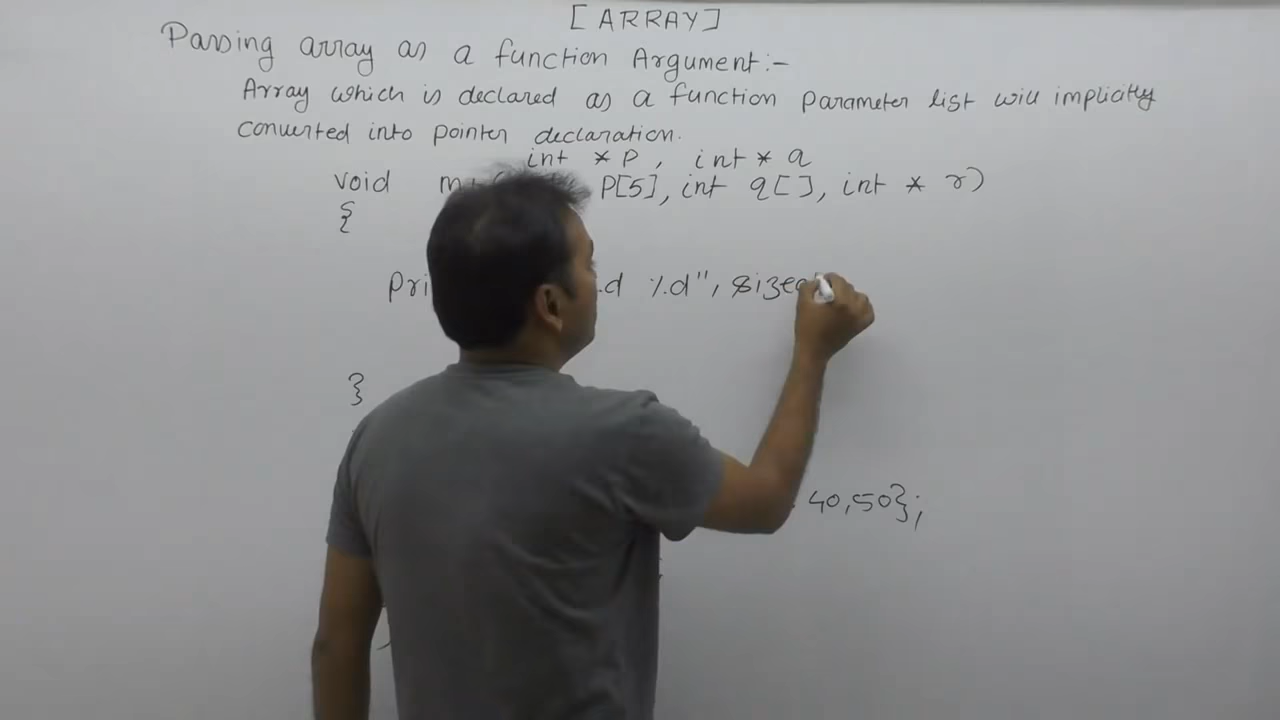 [ARRAY]
Passing array as a function Argument:-
Array which is declared as a function parameter list will implicitly
converted into pointer declaration.
int *p, int* q
void p[5], int q[], int * r)
{
%d", sizeof
}
40,50};